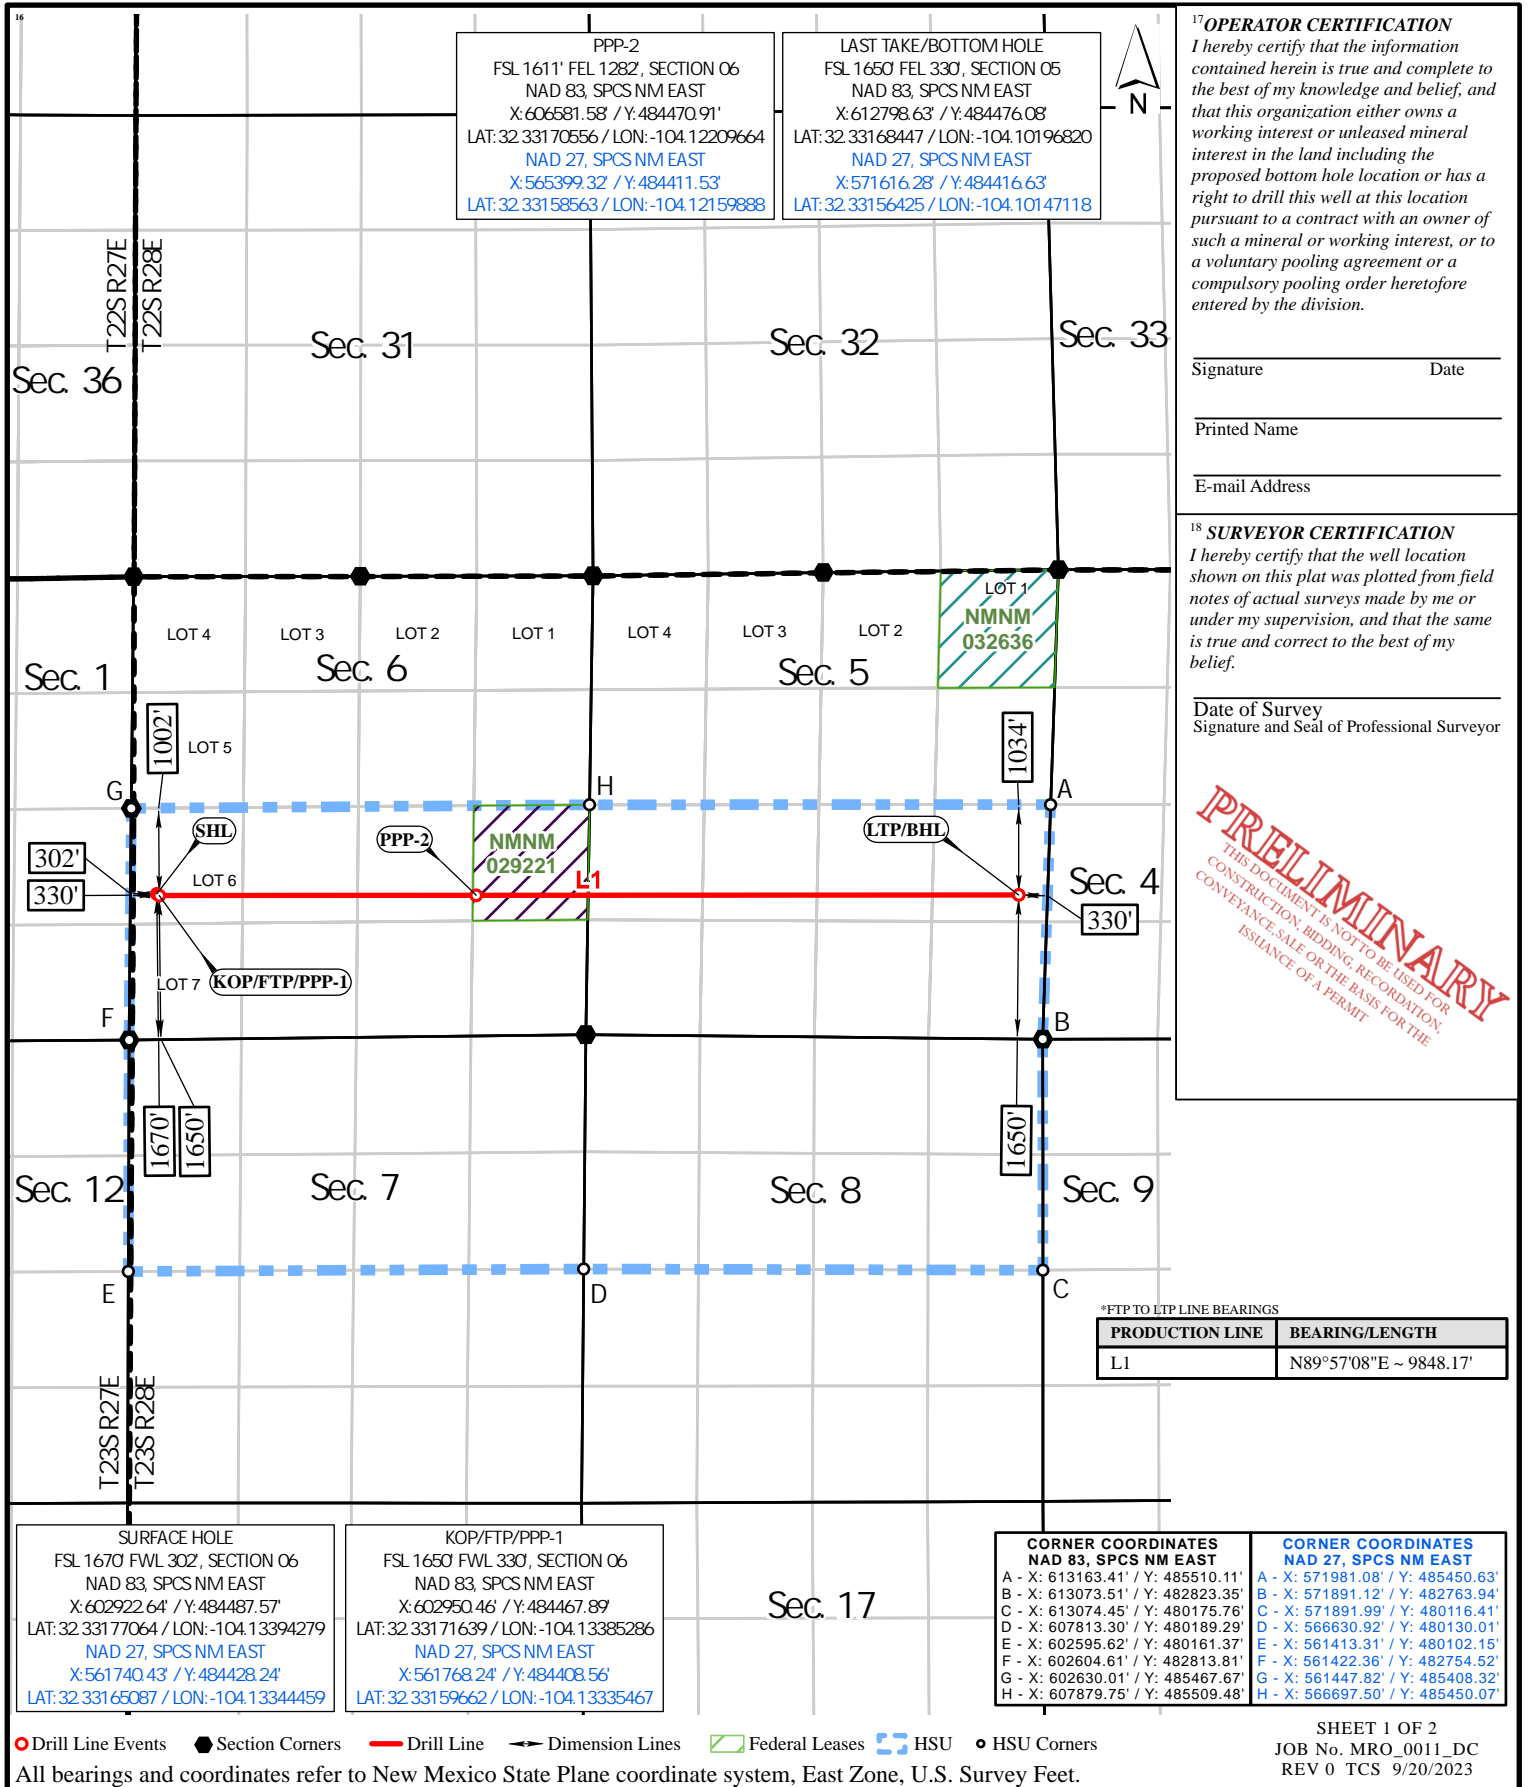 16
PPP-2
FSL 1611' FEL 1282', SECTION 06
NAD 83, SPCS NM EAST
X:606581.58' / Y:484470.91'
LAT:32.33170556 / LON:-104.12209664
NAD 27, SPCS NM EAST
X:565399.32' / Y:484411.53'
LAT:32.33158563 / LON:-104.12159888
LAST TAKE/BOTTOM HOLE
FSL 1650' FEL 330', SECTION 05
NAD 83, SPCS NM EAST
X:612798.63' / Y:484476.08'
LAT:32.33168447 / LON:-104.10196820
NAD 27, SPCS NM EAST
X:571616.28' / Y:484416.63'
LAT:32.33156425 / LON:-104.10147118
N
T22S R27E
T22S R28E
Sec. 31
Sec. 32
Sec. 33
Sec. 36
LOT 1
NMNM
032636
LOT 4
LOT 3
LOT 2
LOT 1
LOT 4
LOT 3
LOT 2
Sec. 1
Sec. 6
Sec. 5
1002'
LOT 5
1034'
G
H
A
SHL
PPP-2
NMNM
029221
LTP/BHL
302'
330'
LOT 6
L1
Sec. 4
330'
LOT 7
KOP/FTP/PPP-1
F
B
1670'
1650'
1650'
Sec. 12
Sec. 7
Sec. 8
Sec. 9
E
D
C
T23S R27E
T23S R28E
Sec. 17
17 OPERATOR CERTIFICATION
I hereby certify that the information
contained herein is true and complete to
the best of my knowledge and belief, and
that this organization either owns a
working interest or unleased mineral
interest in the land including the
proposed bottom hole location or has a
right to drill this well at this location
pursuant to a contract with an owner of
such a mineral or working interest, or to
a voluntary pooling agreement or a
compulsory pooling order heretofore
entered by the division.
Signature Date
Printed Name
E-mail Address
18 SURVEYOR CERTIFICATION
I hereby certify that the well location
shown on this plat was plotted from field
notes of actual surveys made by me or
under my supervision, and that the same
is true and correct to the best of my
belief.
Date of Survey
Signature and Seal of Professional Surveyor
PRELIMINARY
THIS DOCUMENT IS NOT TO BE USED FOR
CONSTRUCTION, BIDDING, RECORDATION,
CONVEYANCE, SALE OR THE BASIS FOR THE
ISSUANCE OF A PERMIT
*FTP TO LTP LINE BEARINGS
PRODUCTION LINE BEARING/LENGTH
L1 N89°57'08"E ~ 9848.17'
SURFACE HOLE
FSL 1670' FWL 302', SECTION 06
NAD 83, SPCS NM EAST
X:602922.64' / Y:484487.57'
LAT:32.33177064 / LON:-104.13394279
NAD 27, SPCS NM EAST
X:561740.43' / Y:484428.24'
LAT:32.33165087 / LON:-104.13344459
KOP/FTP/PPP-1
FSL 1650' FWL 330', SECTION 06
NAD 83, SPCS NM EAST
X:602950.46' / Y:484467.89'
LAT:32.33171639 / LON:-104.13385286
NAD 27, SPCS NM EAST
X:561768.24' / Y:484408.56'
LAT:32.33159662 / LON:-104.13335467
CORNER COORDINATES
NAD 83, SPCS NM EAST
A - X: 613163.41' / Y: 485510.11'
B - X: 613073.51' / Y: 482823.35'
C - X: 613074.45' / Y: 480175.76'
D - X: 607813.30' / Y: 480189.29'
E - X: 602595.62' / Y: 480161.37'
F - X: 602604.61' / Y: 482813.81'
G - X: 602630.01' / Y: 485467.67'
H - X: 607879.75' / Y: 485509.48'
CORNER COORDINATES
NAD 27, SPCS NM EAST
A - X: 571981.08' / Y: 485450.63'
B - X: 571891.12' / Y: 482763.94'
C - X: 571891.99' / Y: 480116.41'
D - X: 566630.92' / Y: 480130.01'
E - X: 561413.31' / Y: 480102.15'
F - X: 561422.36' / Y: 482754.52'
G - X: 561447.82' / Y: 485408.32'
H - X: 566697.50' / Y: 485450.07'
Drill Line Events Section Corners Drill Line Dimension Lines Federal Leases HSU HSU Corners
All bearings and coordinates refer to New Mexico State Plane coordinate system, East Zone, U.S. Survey Feet.
SHEET 1 OF 2
JOB No. MRO_0011_DC
REV 0 TCS 9/20/2023